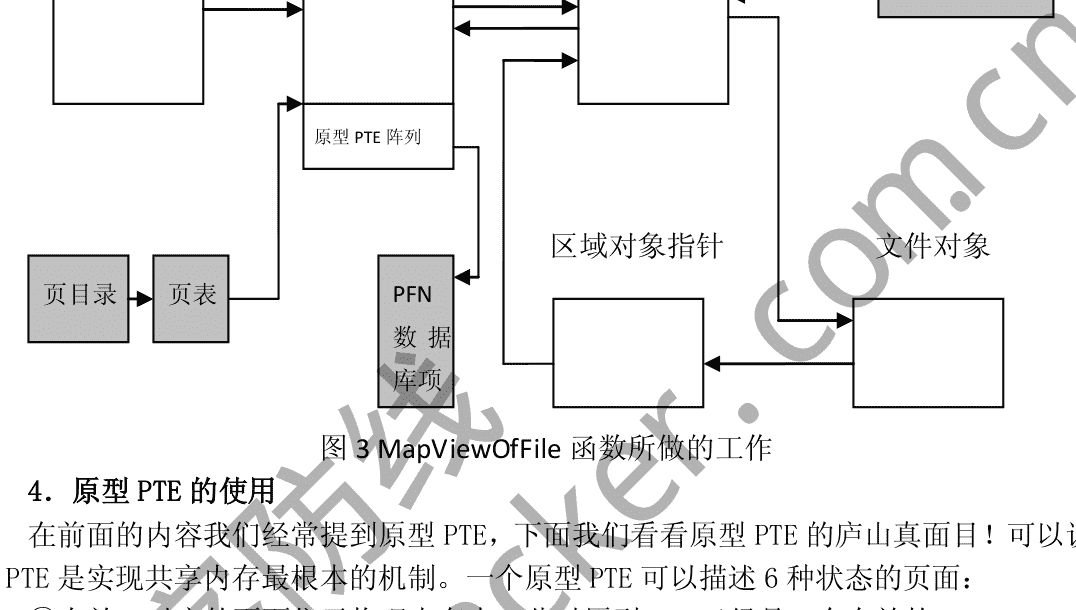 原型 PTE 阵列
区域对象指针
文件对象
页目录
页表
PFN
数 据
库项
图 3 MapViewOfFile 函数所做的工作
4．原型 PTE 的使用
在前面的内容我们经常提到原型 PTE，下面我们看看原型 PTE 的庐山真面目！可以
PTE 是实现共享内存最根本的机制。一个原型 PTE 可以描述 6 种状态的页面：
防线
cker.com.cn